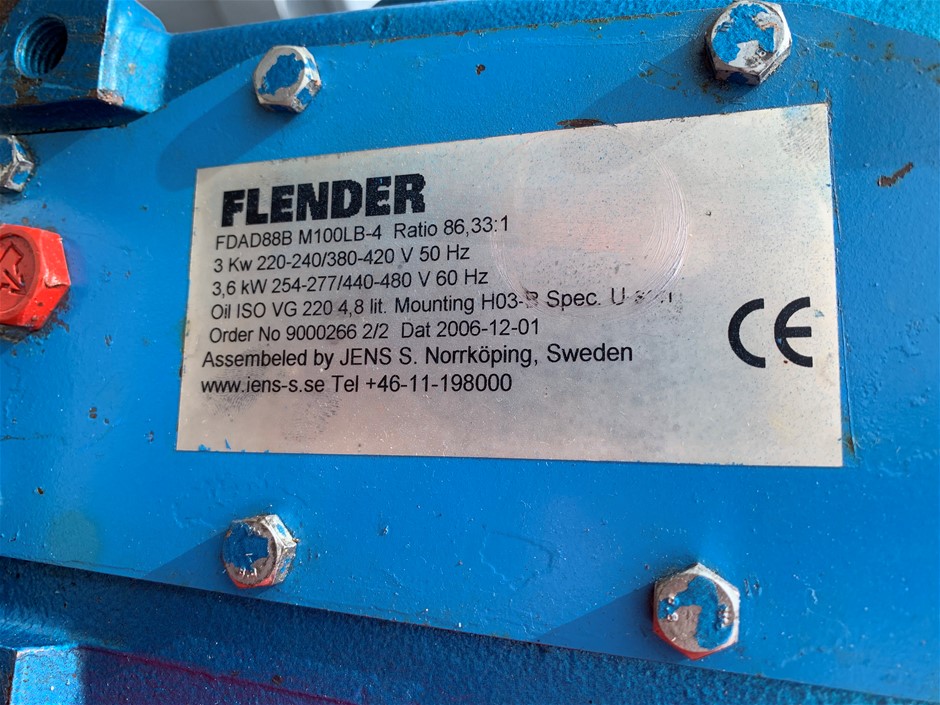 FLENDER
FDAD88B M100LB-4 Ratio 86,33:1
3 Kw 220-240/380-420 V 50 Hz
3,6 kW 254-277/440-480 V 60 Hz
Oil ISO VG 220 4,8 lit. Mounting H03-B Spec.
Order No 9000266 2/2 Dat 2006-12-01
Assembeled by JENS S. Norrköping, Sweden
www.jens-s.se Tel +46-11-198000
CE